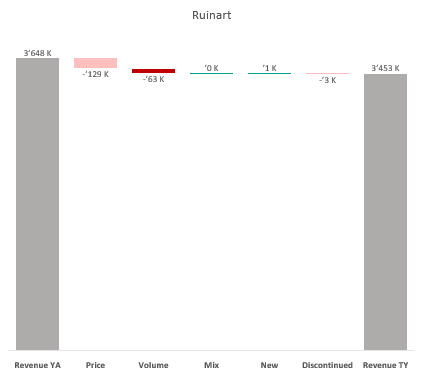 Ruinart
3’648 K
-’129 K
-’63 K
’0 K
’1 K
-’3 K
3’453 K
Revenue YA Price Volume Mix New Discontinued Revenue TY